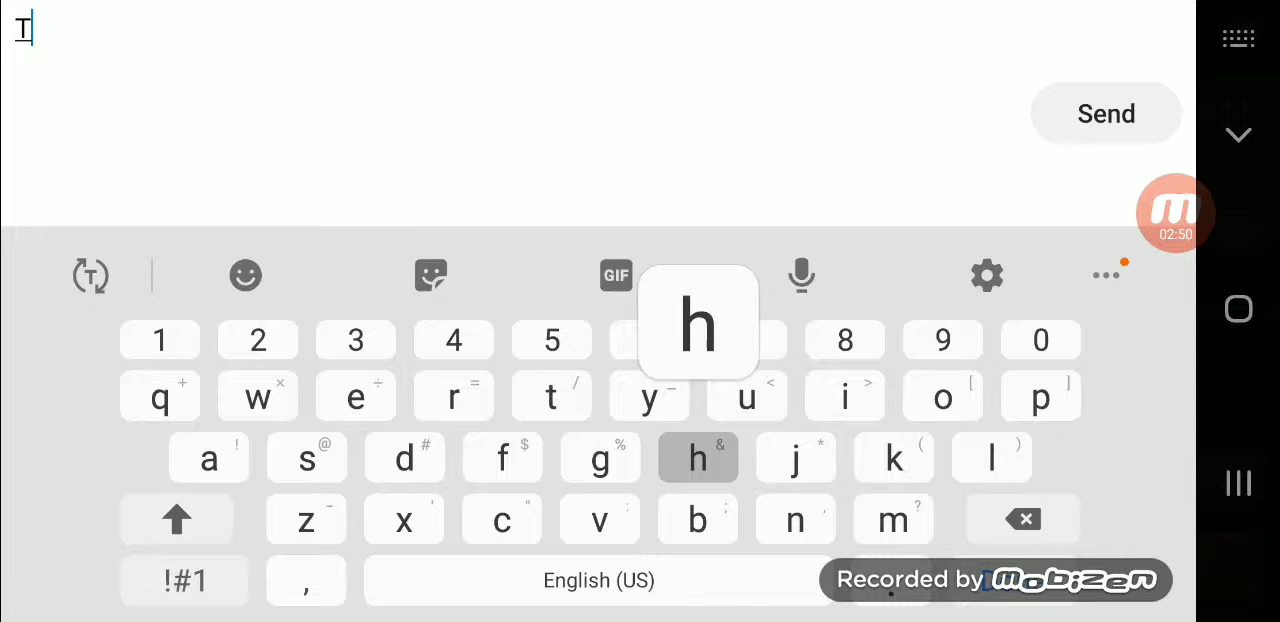 T
Send
02:50
T
GIF
h
1 2 3 4 5 8 9 0
q + w × e ÷ r = t / y – u < i > o [ p ]
a ! s @ d # f $ g % h & j * k ( l )
z - x ' c " v : b ; n , m ?
!#1 , English (US) .
Recorded by mobizen